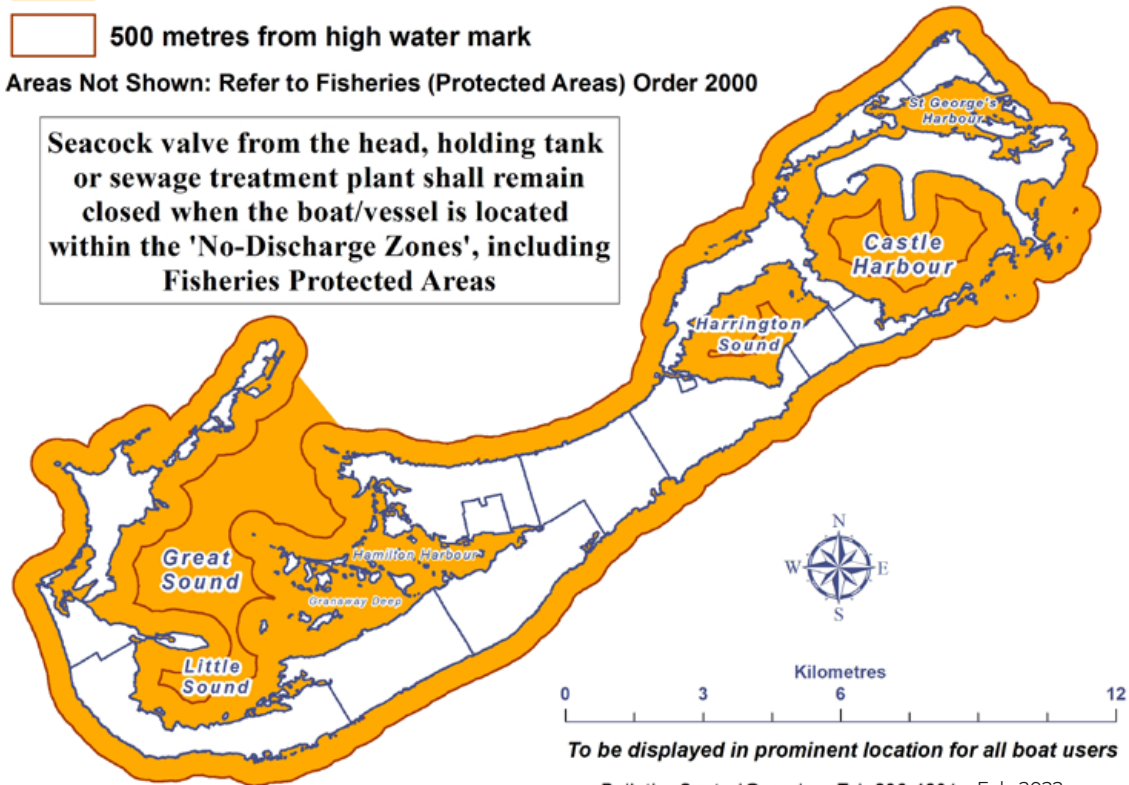 500 metres from high water mark
Areas Not Shown: Refer to Fisheries (Protected Areas) Order 2000
Seacock valve from the head, holding tank
or sewage treatment plant shall remain
closed when the boat/vessel is located
within the 'No-Discharge Zones', including
Fisheries Protected Areas
St George's
Harbour
Castle
Harbour
Harrington
Sound
Great
Sound
Hamilton Harbour
Granaway Deep
Little
Sound
N
W E
S
Kilometres
0 3 6 12
To be displayed in prominent location for all boat users